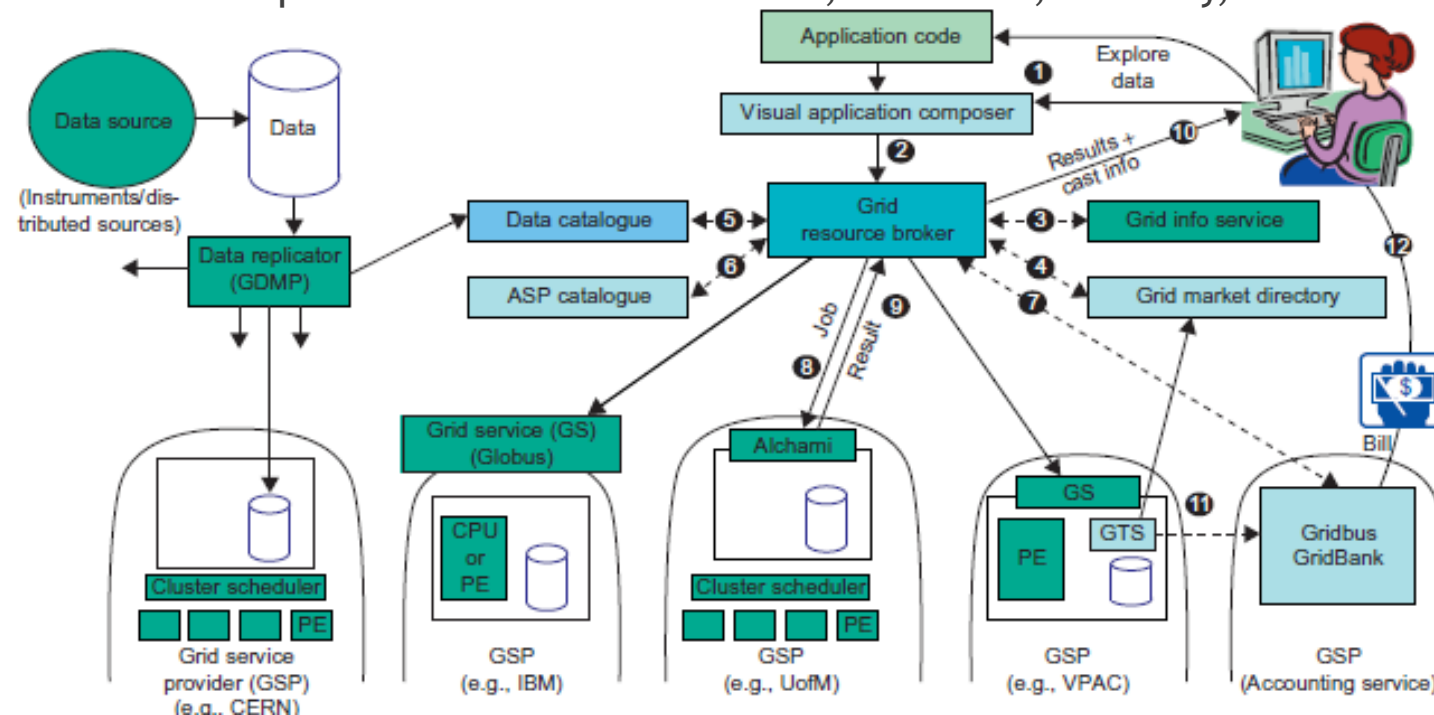 Application code
Explore
data
1
Visual application composer
Data source
Data
2
10
Results +
cast info
(Instruments/dis-
tributed sources)
Data catalogue
5
Grid
resource broker
3
Grid info service
Data replicator
(GDMP)
12
6
4
ASP catalogue
7
Grid market directory
Job
9
Result
8
$
Bill
Grid service (GS)
(Globus)
Alchami
GS
11
CPU
or
PE
PE
GTS
Gridbus
GridBank
Cluster scheduler
PE
Cluster scheduler
PE
Grid service
provider (GSP)
(e.g., CERN)
GSP
(e.g., IBM)
GSP
(e.g., UofM)
GSP
(e.g., VPAC)
GSP
(Accounting service)